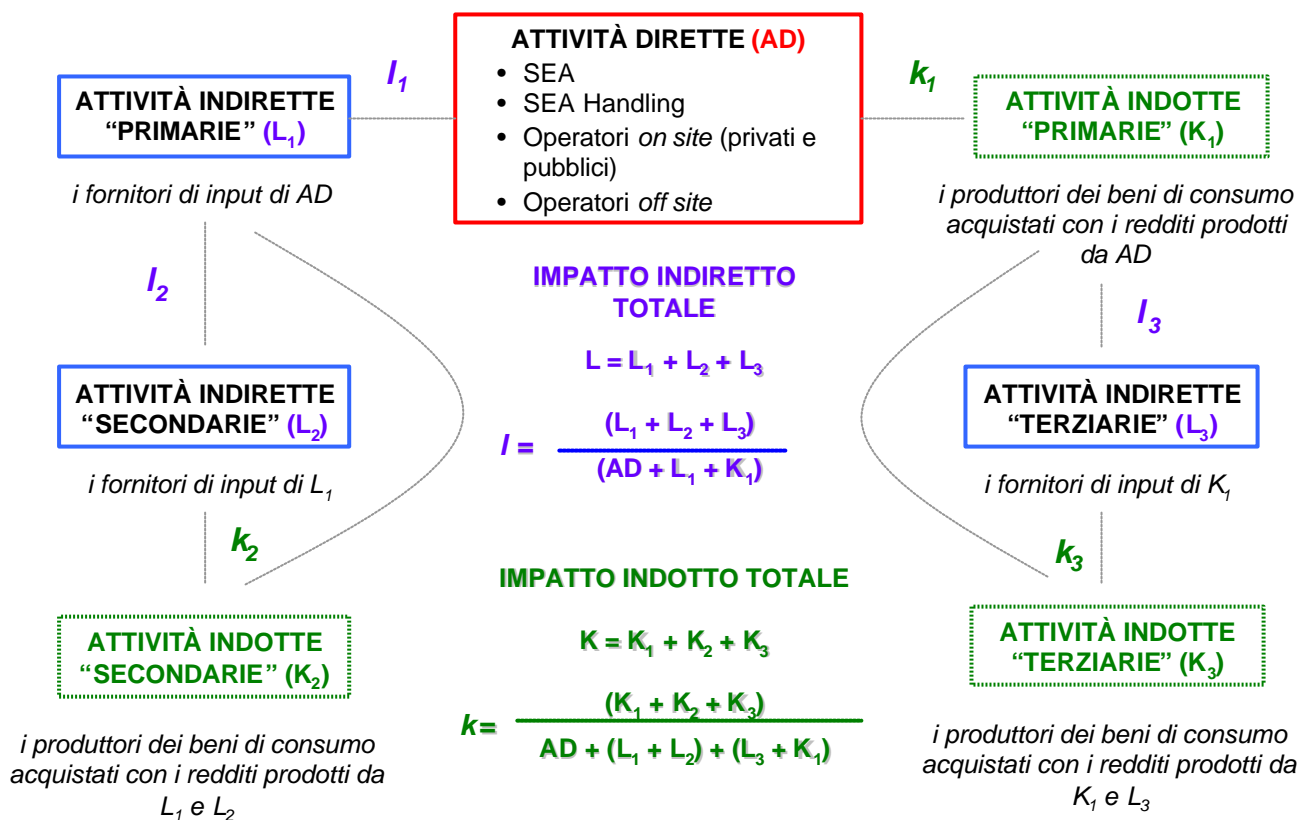 ATTIVITÀ DIRETTE (AD)
• SEA
• SEA Handling
• Operatori on site (privati e
pubblici)
• Operatori off site
l₁
k₁
ATTIVITÀ INDIRETTE
“PRIMARIE” (L₁)
i fornitori di input di AD
ATTIVITÀ INDOTTE
“PRIMARIE” (K₁)
i produttori dei beni di consumo
acquistati con i redditi prodotti
da AD
l₂
IMPATTO INDIRETTO
TOTALE
L = L₁ + L₂ + L₃
l =
(L₁ + L₂ + L₃)
(AD + L₁ + K₁)
l₃
ATTIVITÀ INDIRETTE
“SECONDARIE” (L₂)
i fornitori di input di L₁
ATTIVITÀ INDIRETTE
“TERZIARIE” (L₃)
i fornitori di input di K₁
k₂
k₃
IMPATTO INDOTTO TOTALE
K = K₁ + K₂ + K₃
k =
(K₁ + K₂ + K₃)
AD + (L₁ + L₂) + (L₃ + K₁)
ATTIVITÀ INDOTTE
“SECONDARIE” (K₂)
i produttori dei beni di consumo
acquistati con i redditi prodotti da
L₁ e L₂
ATTIVITÀ INDOTTE
“TERZIARIE” (K₃)
i produttori dei beni di consumo
acquistati con i redditi prodotti da
K₁ e L₃